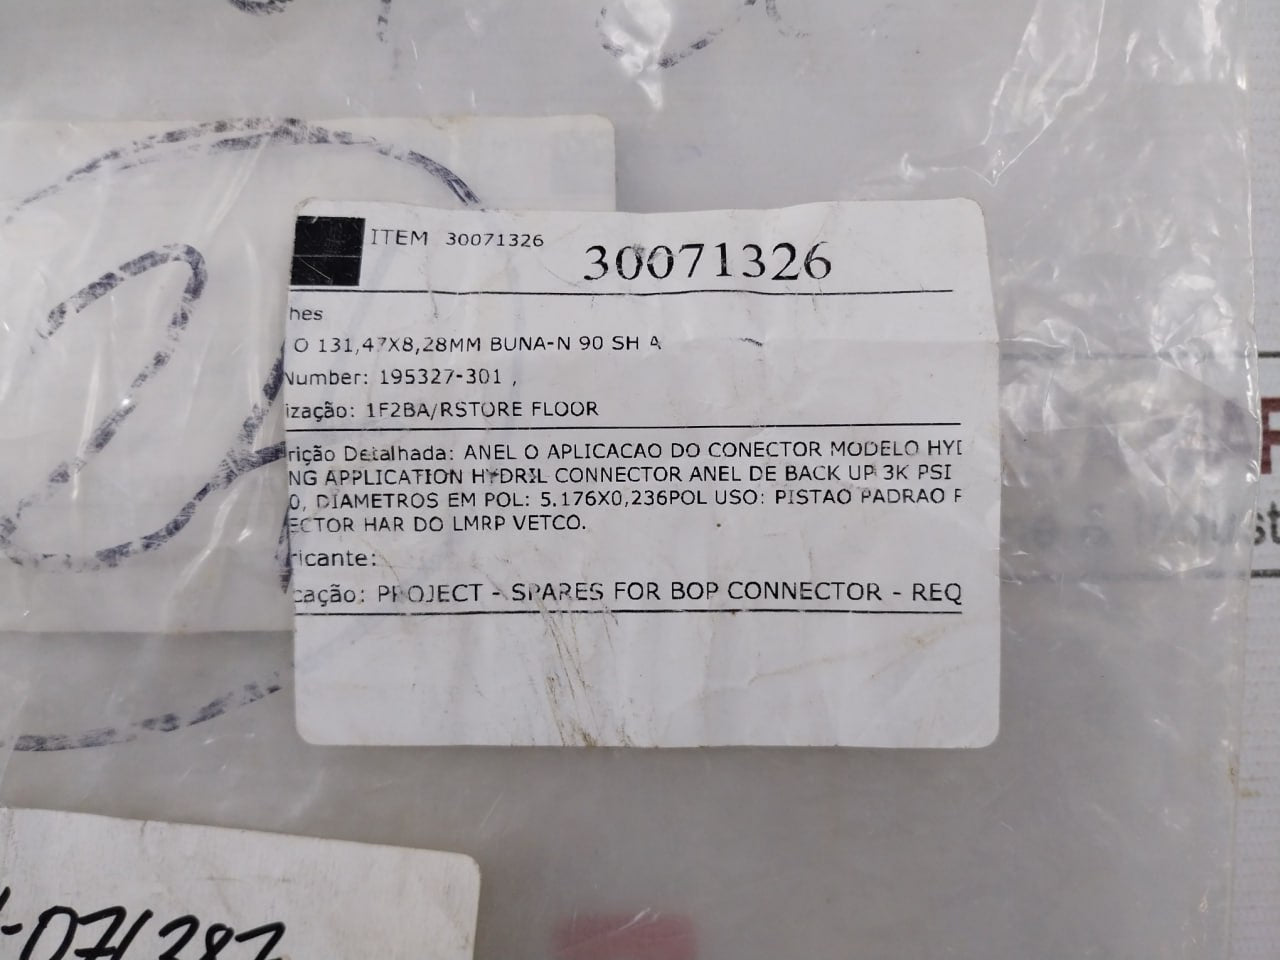 ITEM 30071326 30071326
hes
O 131,47X8,28MM BUNA-N 90 SH A
Number: 195327-301 ,
ização: 1F2BA/RSTORE FLOOR
rição Detalhada: ANEL O APLICACAO DO CONECTOR MODELO HYD
NG APPLICATION HYDRIL CONNECTOR ANEL DE BACK UP 3K PSI
0, DIAMETROS EM POL: 5.176X0,236POL USO: PISTAO PADRAO F
ECTOR HAR DO LMRP VETCO.
ricante:
cação: PROJECT - SPARES FOR BOP CONNECTOR - REQ
2
-071387